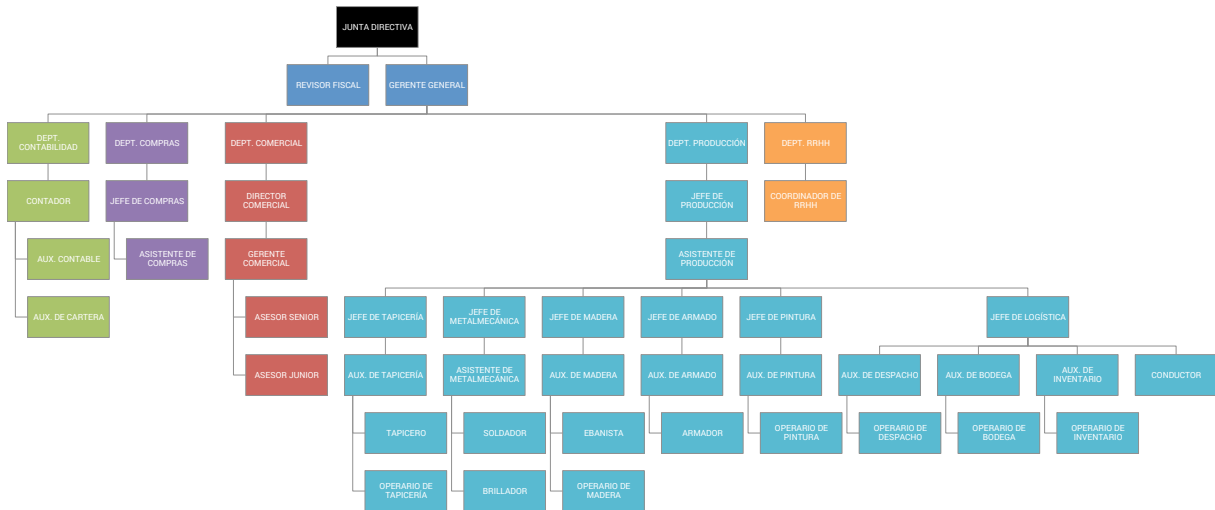 JUNTA DIRECTIVA
REVISOR FISCAL
GERENTE GENERAL
DEPT.
CONTABILIDAD
DEPT. COMPRAS
DEPT. COMERCIAL
DEPT. PRODUCCIÓN
DEPT. RRHH
CONTADOR
JEFE DE COMPRAS
DIRECTOR
COMERCIAL
JEFE DE
PRODUCCIÓN
COORDINADOR DE
RRHH
AUX. CONTABLE
ASISTENTE DE
COMPRAS
GERENTE
COMERCIAL
ASISTENTE DE
PRODUCCIÓN
AUX. DE CARTERA
ASESOR SENIOR
JEFE DE TAPICERÍA
JEFE DE
METALMECÁNICA
JEFE DE MADERA
JEFE DE ARMADO
JEFE DE PINTURA
JEFE DE LOGÍSTICA
ASESOR JUNIOR
AUX. DE TAPICERÍA
ASISTENTE DE
METALMECÁNICA
AUX. DE MADERA
AUX. DE ARMADO
AUX. DE PINTURA
AUX. DE DESPACHO
AUX. DE BODEGA
AUX. DE
INVENTARIO
CONDUCTOR
TAPICERO
SOLDADOR
EBANISTA
ARMADOR
OPERARIO DE
PINTURA
OPERARIO DE
DESPACHO
OPERARIO DE
BODEGA
OPERARIO DE
INVENTARIO
OPERARIO DE
TAPICERÍA
BRILLADOR
OPERARIO DE
MADERA